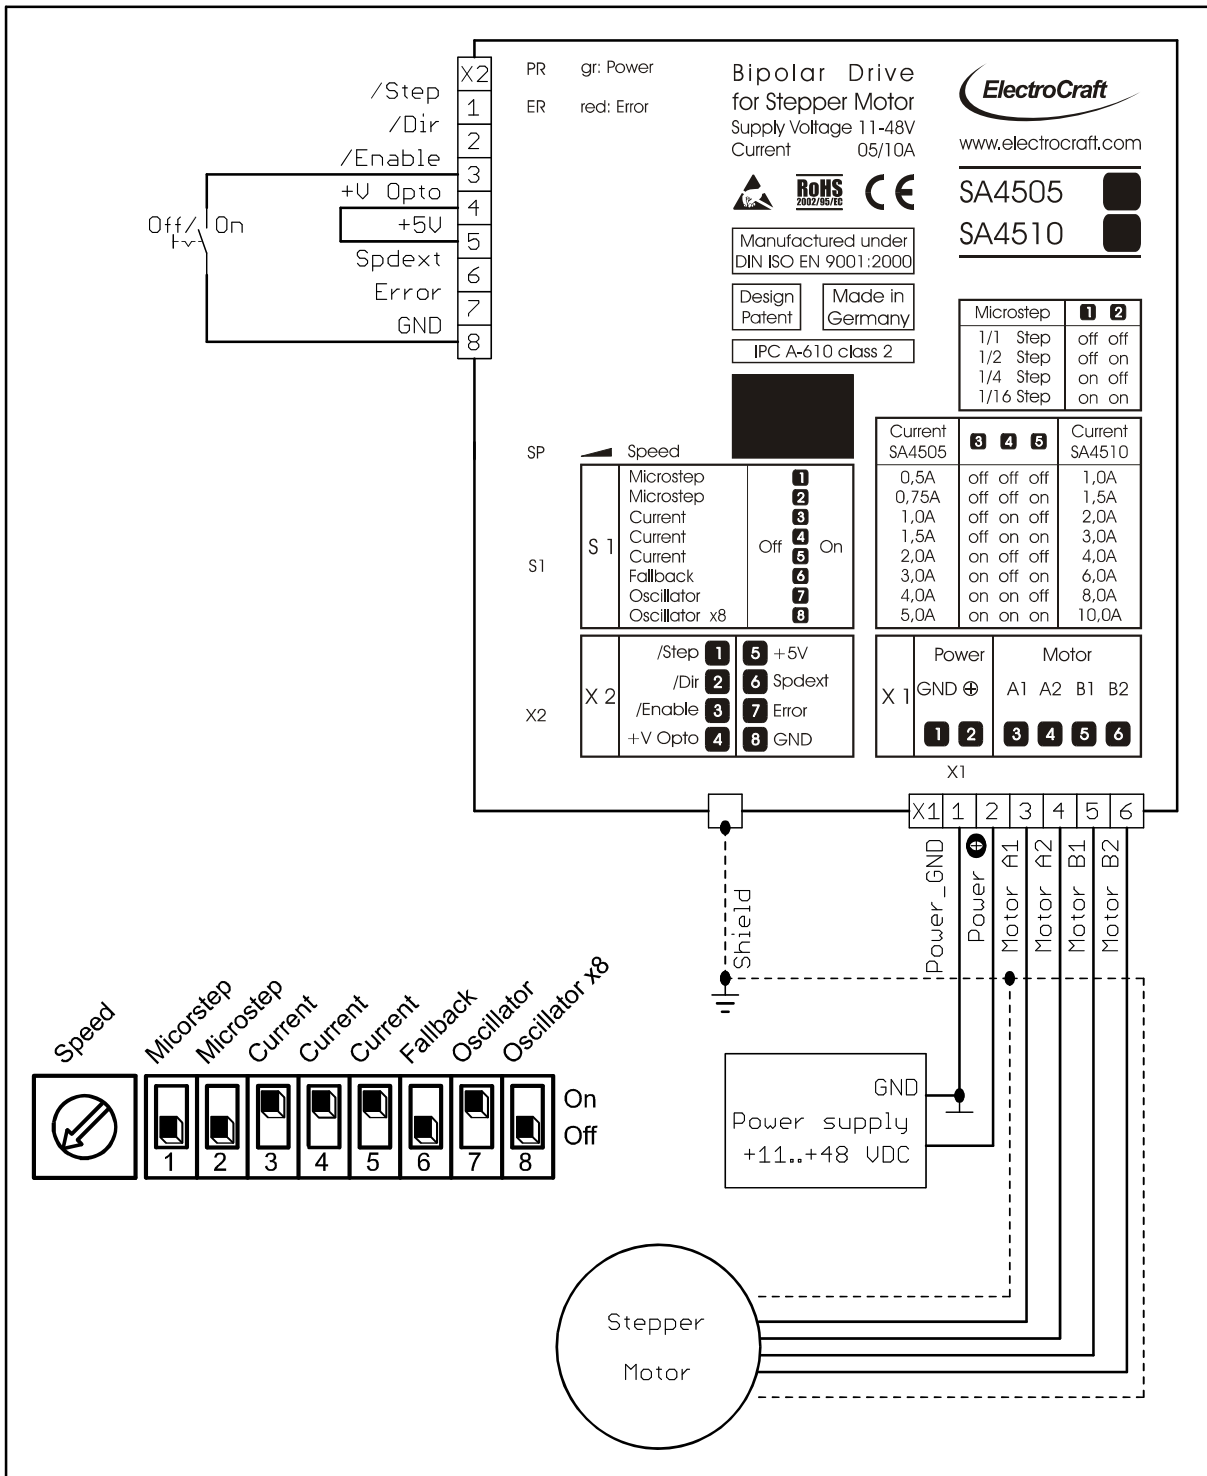 X2
/Step 1
/Dir 2
/Enable 3
+V Opto 4
+5V 5
Spdext 6
Error 7
GND 8
Off/ On
PR gr: Power
ER red: Error
Bipolar Drive
for Stepper Motor
Supply Voltage 11-48V
Current 05/10A
ElectroCraft
www.electrocraft.com
RoHS
2002/95/EC
CE
SA4505
SA4510
Manufactured under
DIN ISO EN 9001:2000
Design
Patent
Made in
Germany
IPC A-610 class 2
Microstep 1 2
1/1 Step off off
1/2 Step off on
1/4 Step on off
1/16 Step on on
Current
SA4505
3 4 5
Current
SA4510
0,5A off off off 1,0A
0,75A off off on 1,5A
1,0A off on off 2,0A
1,5A off on on 3,0A
2,0A on off off 4,0A
3,0A on off on 6,0A
4,0A on on off 8,0A
5,0A on on on 10,0A
SP Speed
S1
S 1
Microstep 1
Microstep 2
Current 3
Current 4
Current 5
Fallback 6
Oscillator 7
Oscillator x8 8
Off On
X2
X 2
/Step 1 5 +5V
/Dir 2 6 Spdext
/Enable 3 7 Error
+V Opto 4 8 GND
X 1
Power Motor
GND ⊕ A1 A2 B1 B2
1 2 3 4 5 6
X1
X1 1 2 3 4 5 6
Power_GND
Power ⊕
Motor A1
Motor A2
Motor B1
Motor B2
Shield
Speed
Micorstep
Microstep
Current
Current
Current
Fallback
Oscillator
Oscillator x8
On
Off
1 2 3 4 5 6 7 8
GND
Power supply
+11..+48 VDC
Stepper
Motor